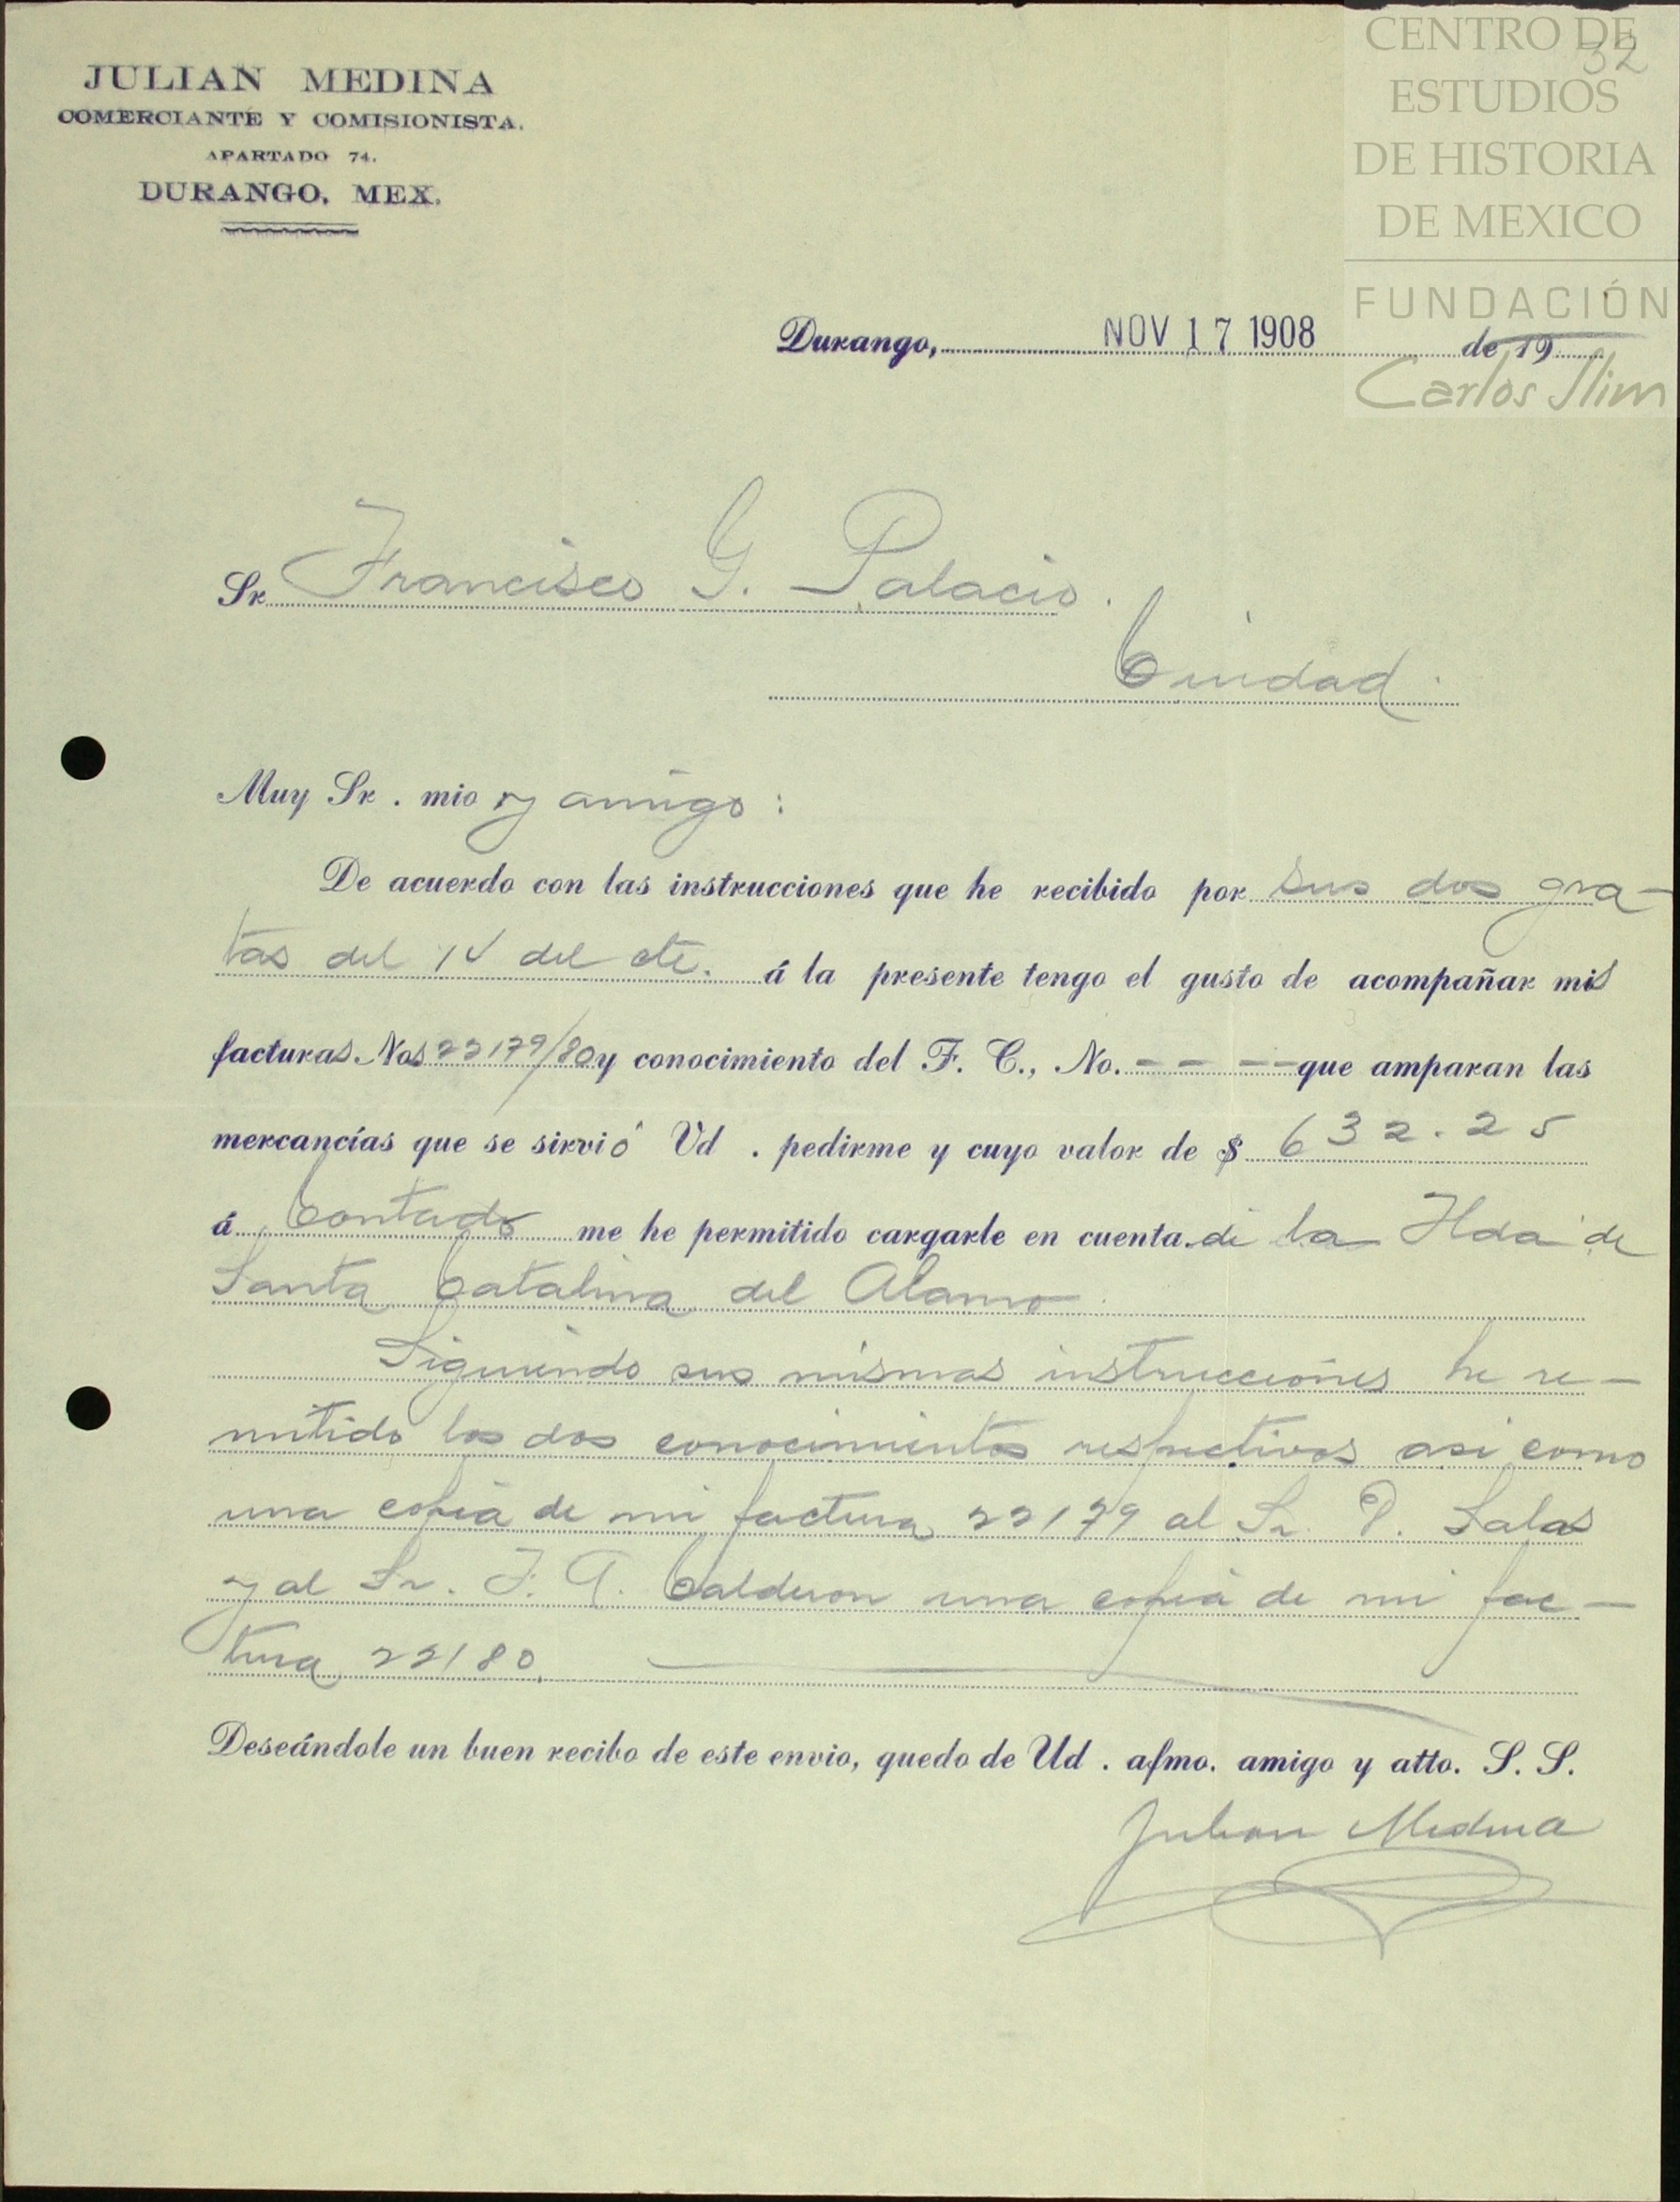 JULIAN MEDINA
COMERCIANTE Y COMISIONISTA.
APARTADO 74.
DURANGO, MEX.
CENTRO DE
32
ESTUDIOS
DE HISTORIA
DE MEXICO
FUNDACIÓN
Carlos Slim
Durango, NOV 17 1908 de 19
Sr. Francisco G. Palacio.
Ciudad.
Muy Sr. mio y amigo:
De acuerdo con las instrucciones que he recibido por sus dos gra-
tas del 14 del cte. á la presente tengo el gusto de acompañar mis
facturas Nos 22179/80 y conocimiento del F. C., No. - - - - que amparan las
mercancías que se sirvió Vd. pedirme y cuyo valor de $ 632.25
á Contado me he permitido cargarle en cuenta de la Hda de
Santa Catalina del Alamo.
Siguiendo sus mismas instrucciones he re-
mitido los dos conocimientos respectivos asi como
una copia de mi factura 22179 al Sr. P. Salas
y al Sr. F. A. Calderon una copia de mi fac-
tura 22180.
Deseándole un buen recibo de este envio, quedo de Ud. afmo. amigo y atto. S. S.
Julian Medina